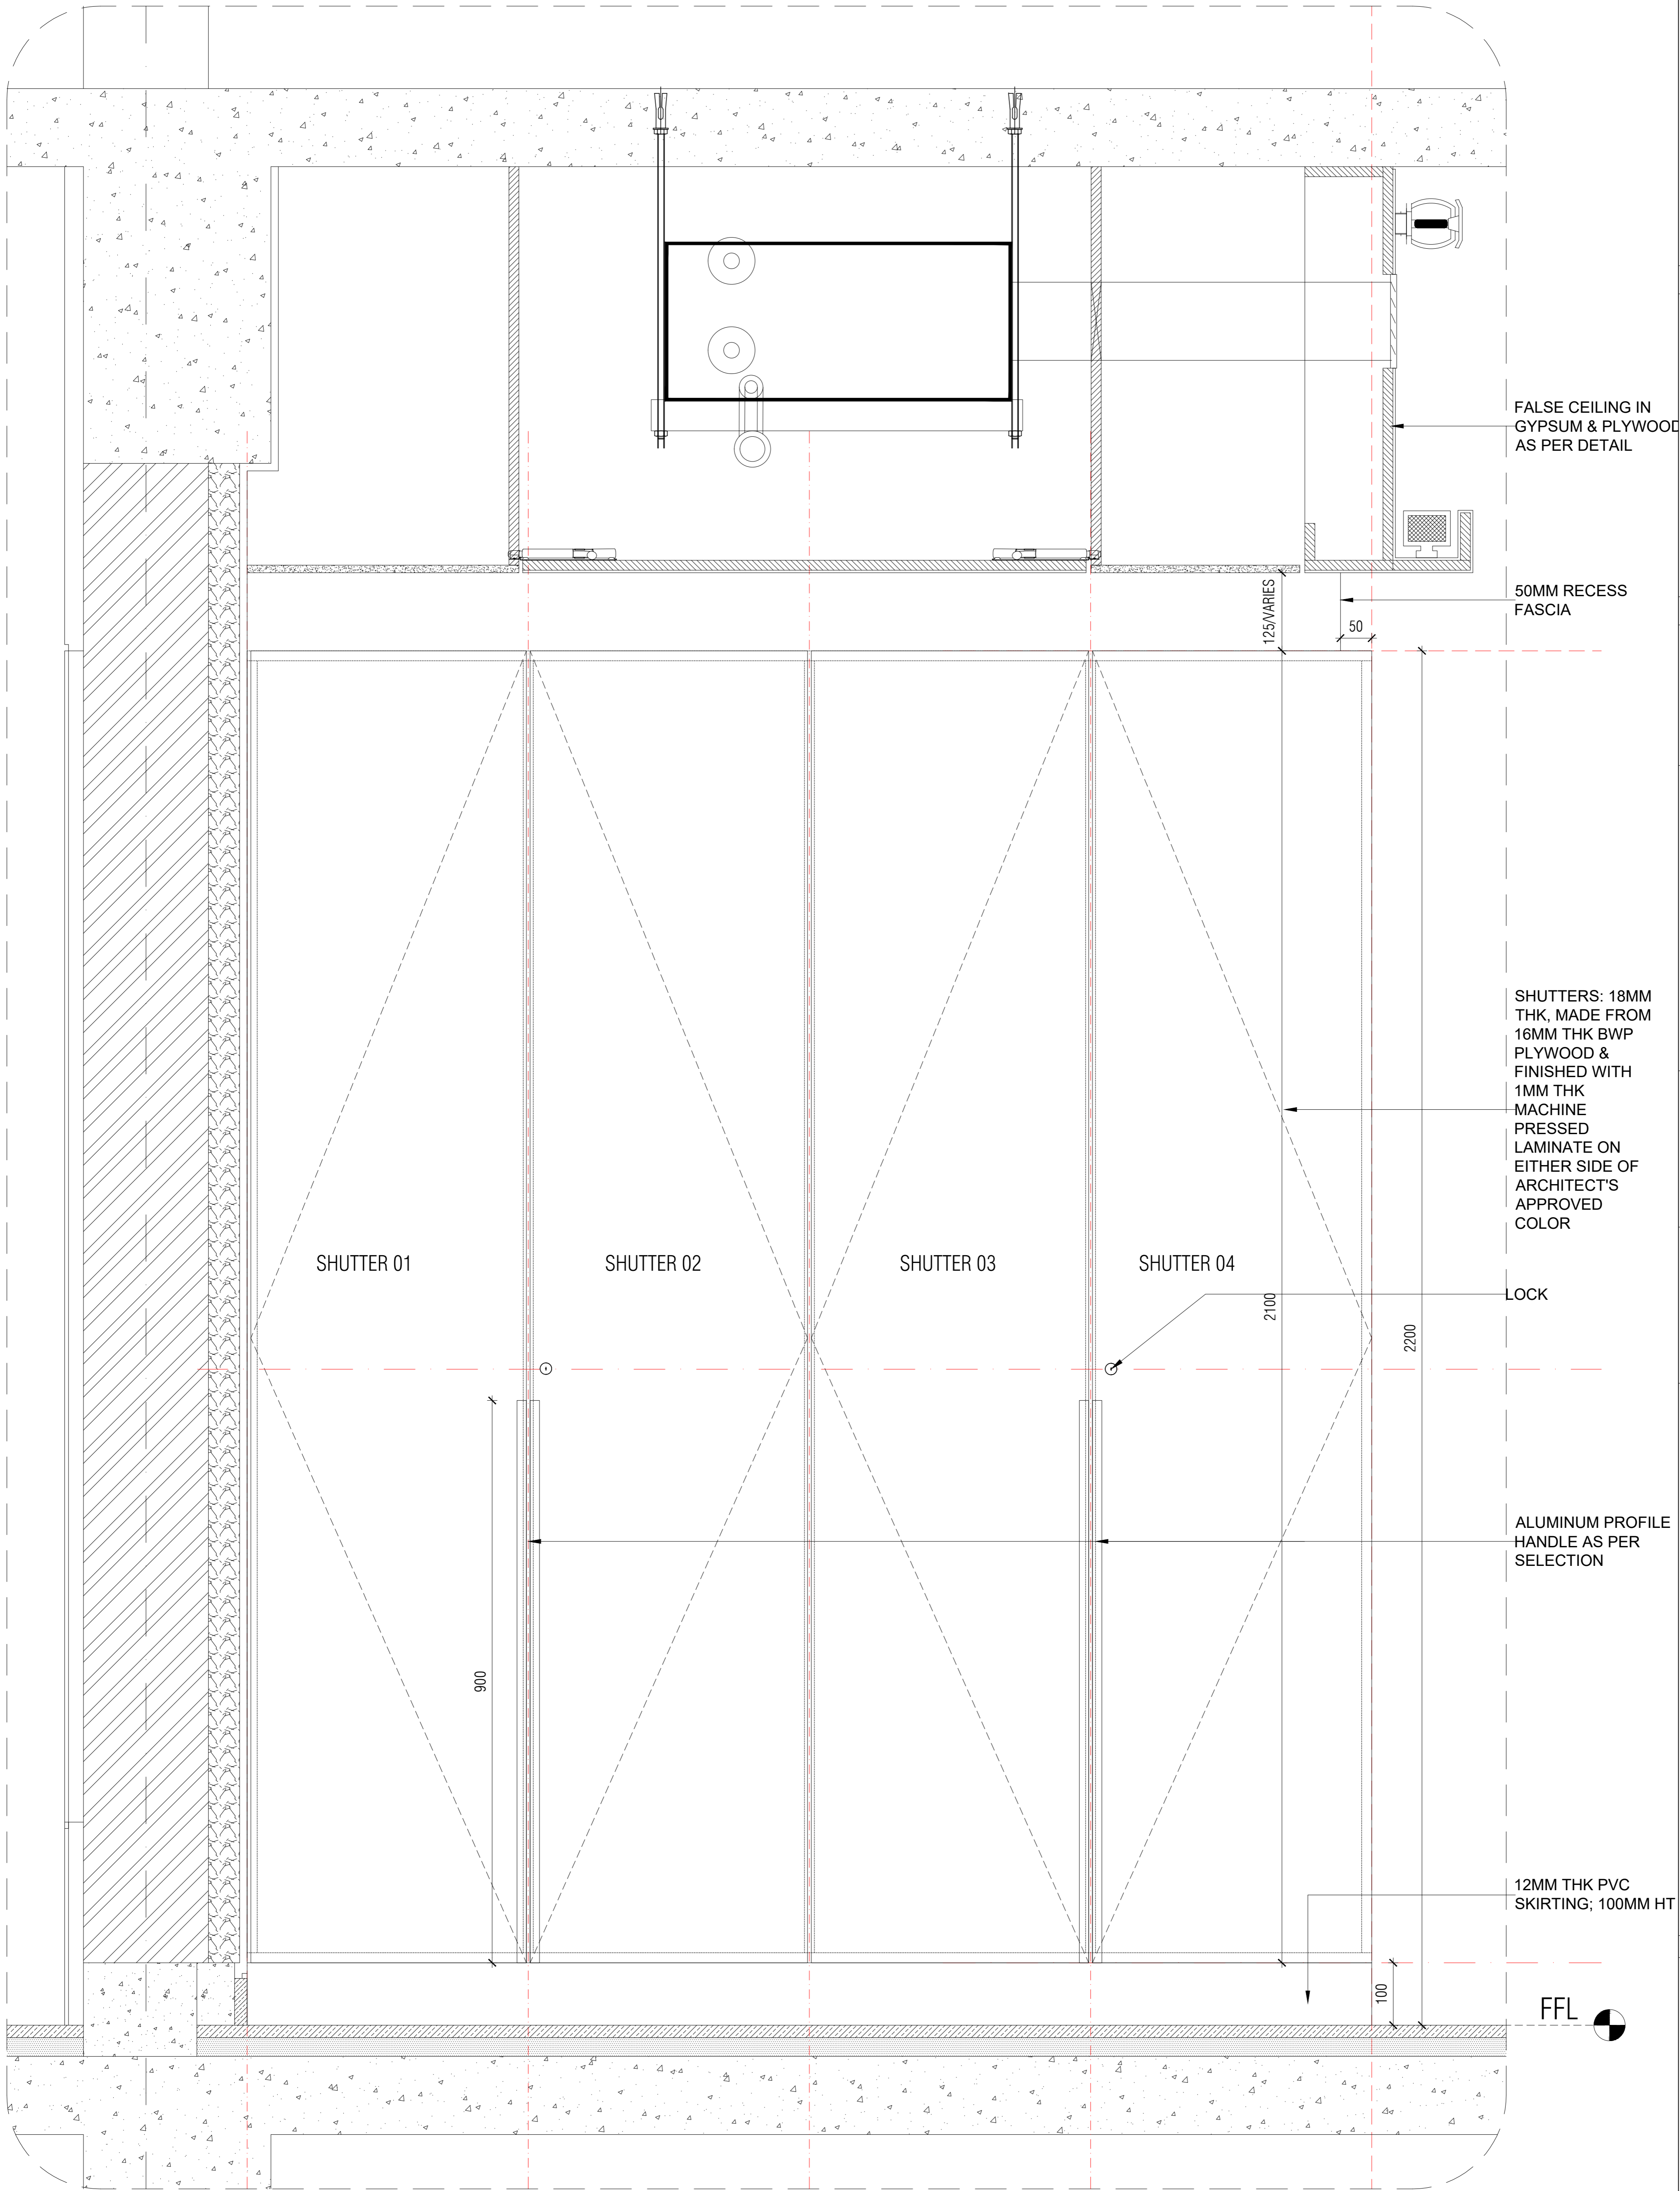 FALSE CEILING IN
GYPSUM & PLYWOOD
AS PER DETAIL
50MM RECESS
FASCIA
125/VARIES
50
SHUTTERS: 18MM
THK, MADE FROM
16MM THK BWP
PLYWOOD &
FINISHED WITH
1MM THK
MACHINE
PRESSED
LAMINATE ON
EITHER SIDE OF
ARCHITECT'S
APPROVED
COLOR
SHUTTER 01
SHUTTER 02
SHUTTER 03
SHUTTER 04
LOCK
2100
2200
ALUMINUM PROFILE
HANDLE AS PER
SELECTION
900
12MM THK PVC
SKIRTING; 100MM HT
100
FFL